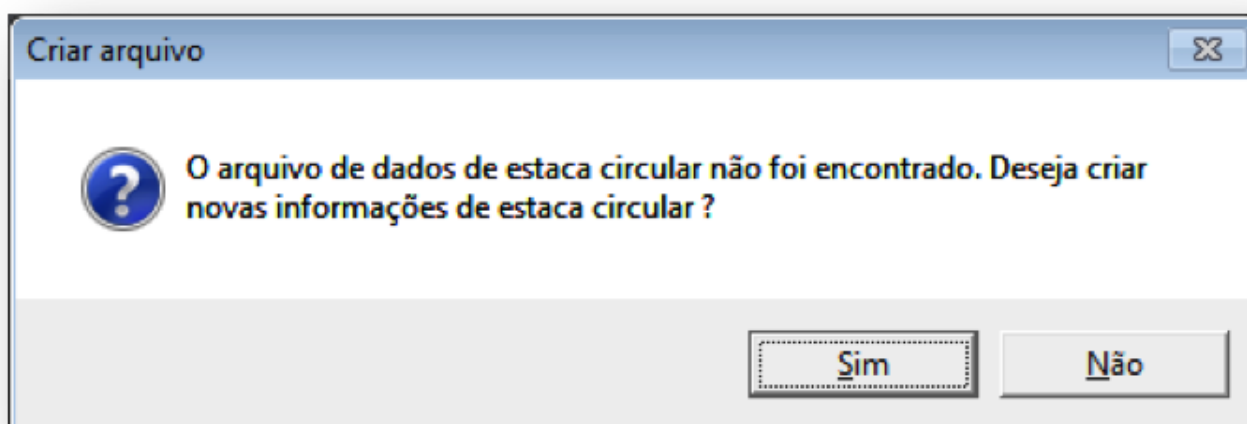 Criar arquivo
O arquivo de dados de estaca circular não foi encontrado. Deseja criar
novas informações de estaca circular ?
Sim
Não